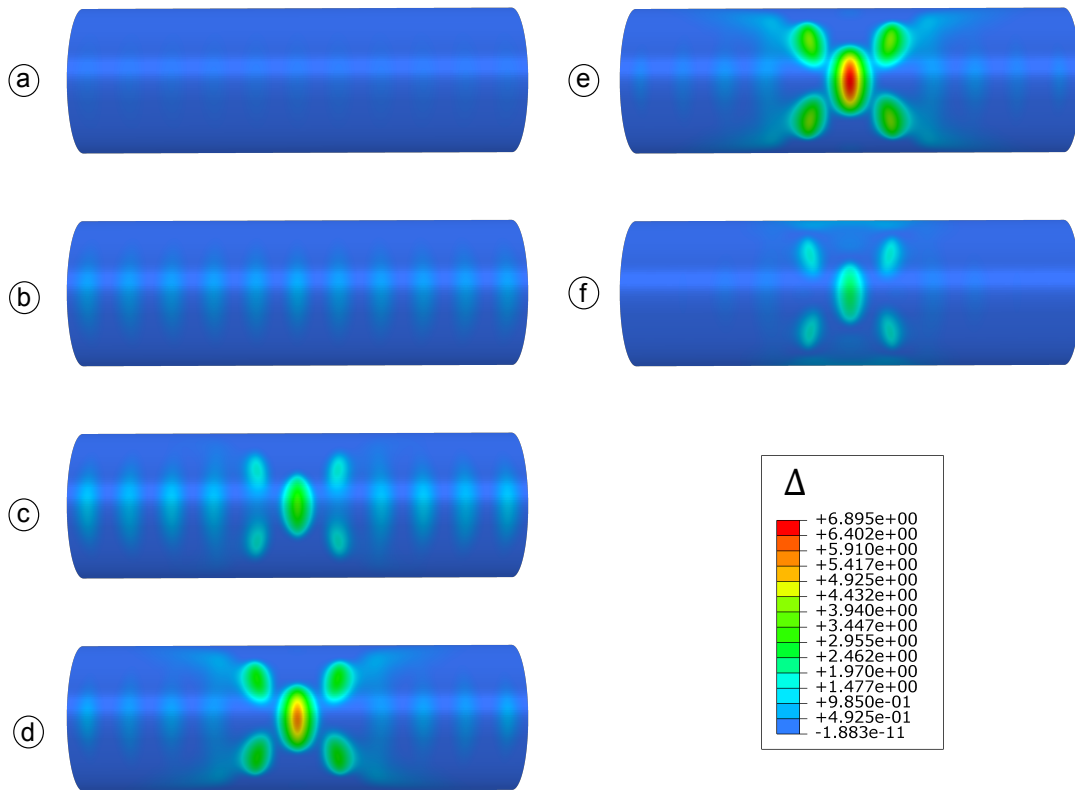 a
b
c
d
e
f
Δ
+6.895e+00
+6.402e+00
+5.910e+00
+5.417e+00
+4.925e+00
+4.432e+00
+3.940e+00
+3.447e+00
+2.955e+00
+2.462e+00
+1.970e+00
+1.477e+00
+9.850e-01
+4.925e-01
-1.883e-11